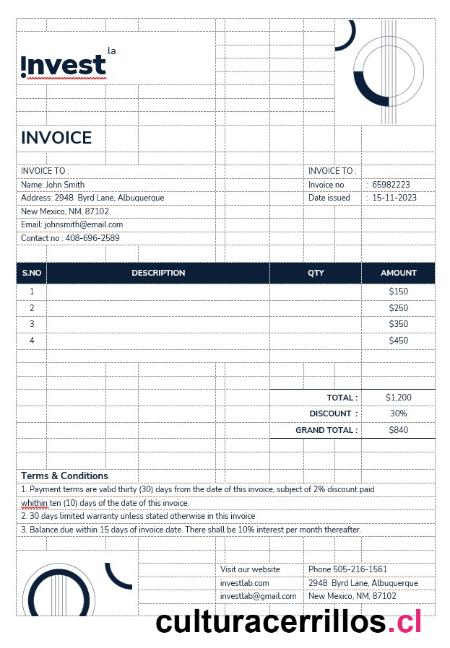 la
!nvest
INVOICE
INVOICE TO :
Name: John Smith
Address: 2948 Byrd Lane, Albuquerque
New Mexico, NM, 87102
Email: johnsmith@email.com
Contact no : 408-696-2589
INVOICE TO :
Invoice no : 65982223
Date issued : 15-11-2023
S.NO DESCRIPTION QTY AMOUNT
1 $150
2 $250
3 $350
4 $450
TOTAL : $1,200
DISCOUNT : 30%
GRAND TOTAL : $840
Terms & Conditions
1. Payment terms are valid thirty (30) days from the date of this invoice, subject of 2% discount paid
whithin ten (10) days of the date of this invoice.
2. 30 days limited warranty unless stated otherwise in this invoice
3. Balance due within 15 days of invoice date. There shall be 10% interest per month thereafter.
Visit our website
investlab.com
investlab@gmail.com
Phone 505-216-1561
2948 Byrd Lane, Albuquerque
New Mexico, NM, 87102
culturacerrillos.cl